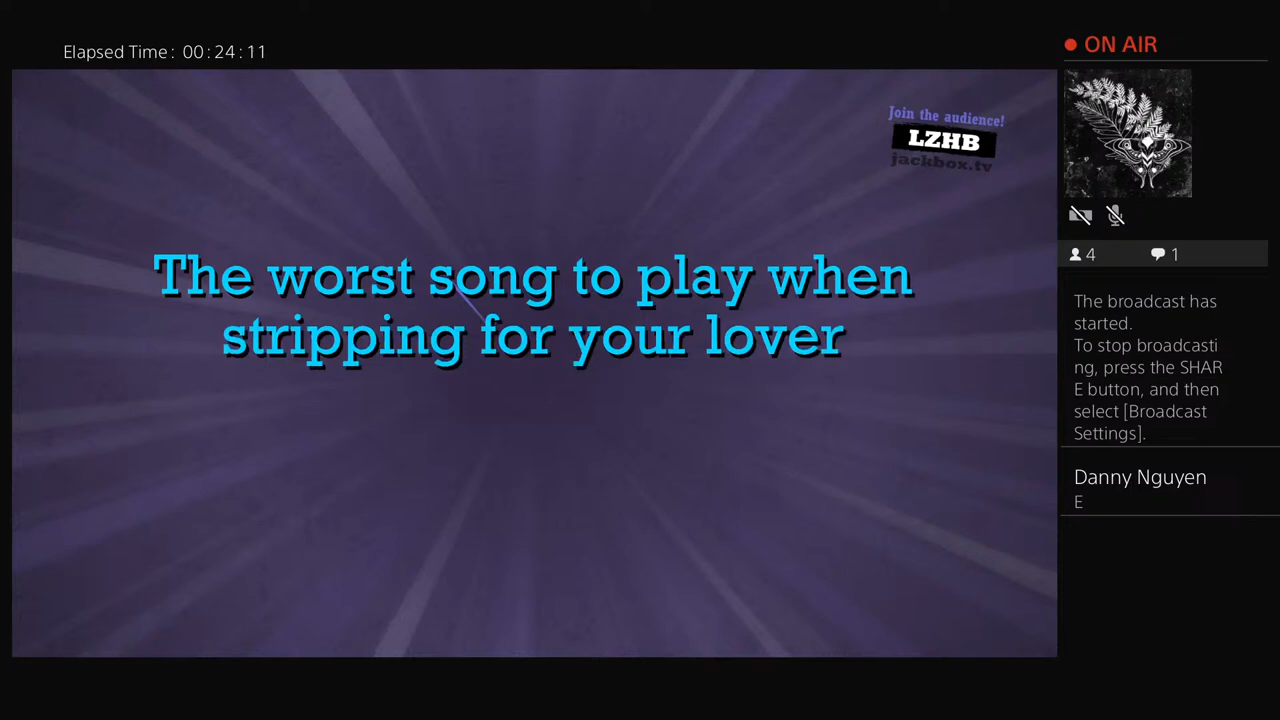 Elapsed Time: 00:24:11
ON AIR
Join the audience!
LZHB
jackbox.tv
The worst song to play when
stripping for your lover
4 1
The broadcast has
started.
To stop broadcasti
ng, press the SHAR
E button, and then
select [Broadcast
Settings].
Danny Nguyen
E